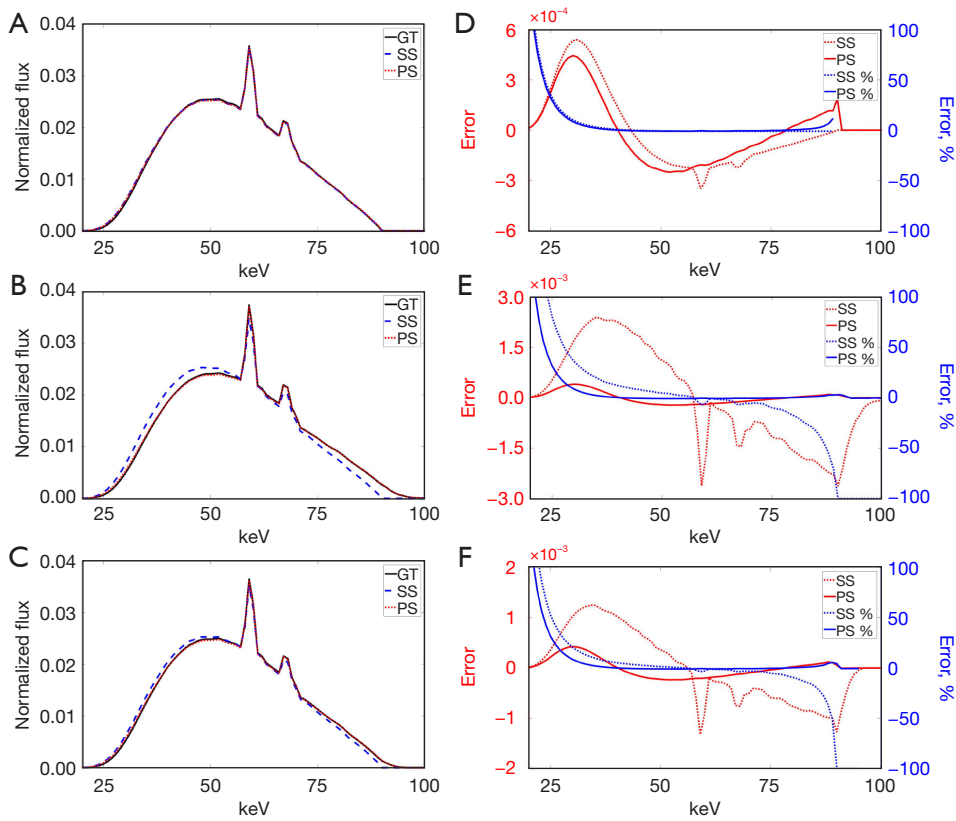 A
0.04
0.03
0.02
0.01
0.00
Normalized flux
GT
SS
PS
25
50
75
100
keV
D
×10⁻⁴
6
3
0
−3
−6
Error
SS
PS
SS %
PS %
100
50
0
−50
−100
Error, %
25
50
75
100
keV
B
0.04
0.03
0.02
0.01
0.00
Normalized flux
GT
SS
PS
25
50
75
100
keV
E
×10⁻³
3.0
1.5
0.0
−1.5
−3.0
Error
SS
PS
SS %
PS %
100
50
0
−50
−100
Error, %
25
50
75
100
keV
C
0.04
0.03
0.02
0.01
0.00
Normalized flux
GT
SS
PS
25
50
75
100
keV
F
×10⁻³
2
1
0
−1
−2
Error
SS
PS
SS %
PS %
100
50
0
−50
−100
Error, %
25
50
75
100
keV